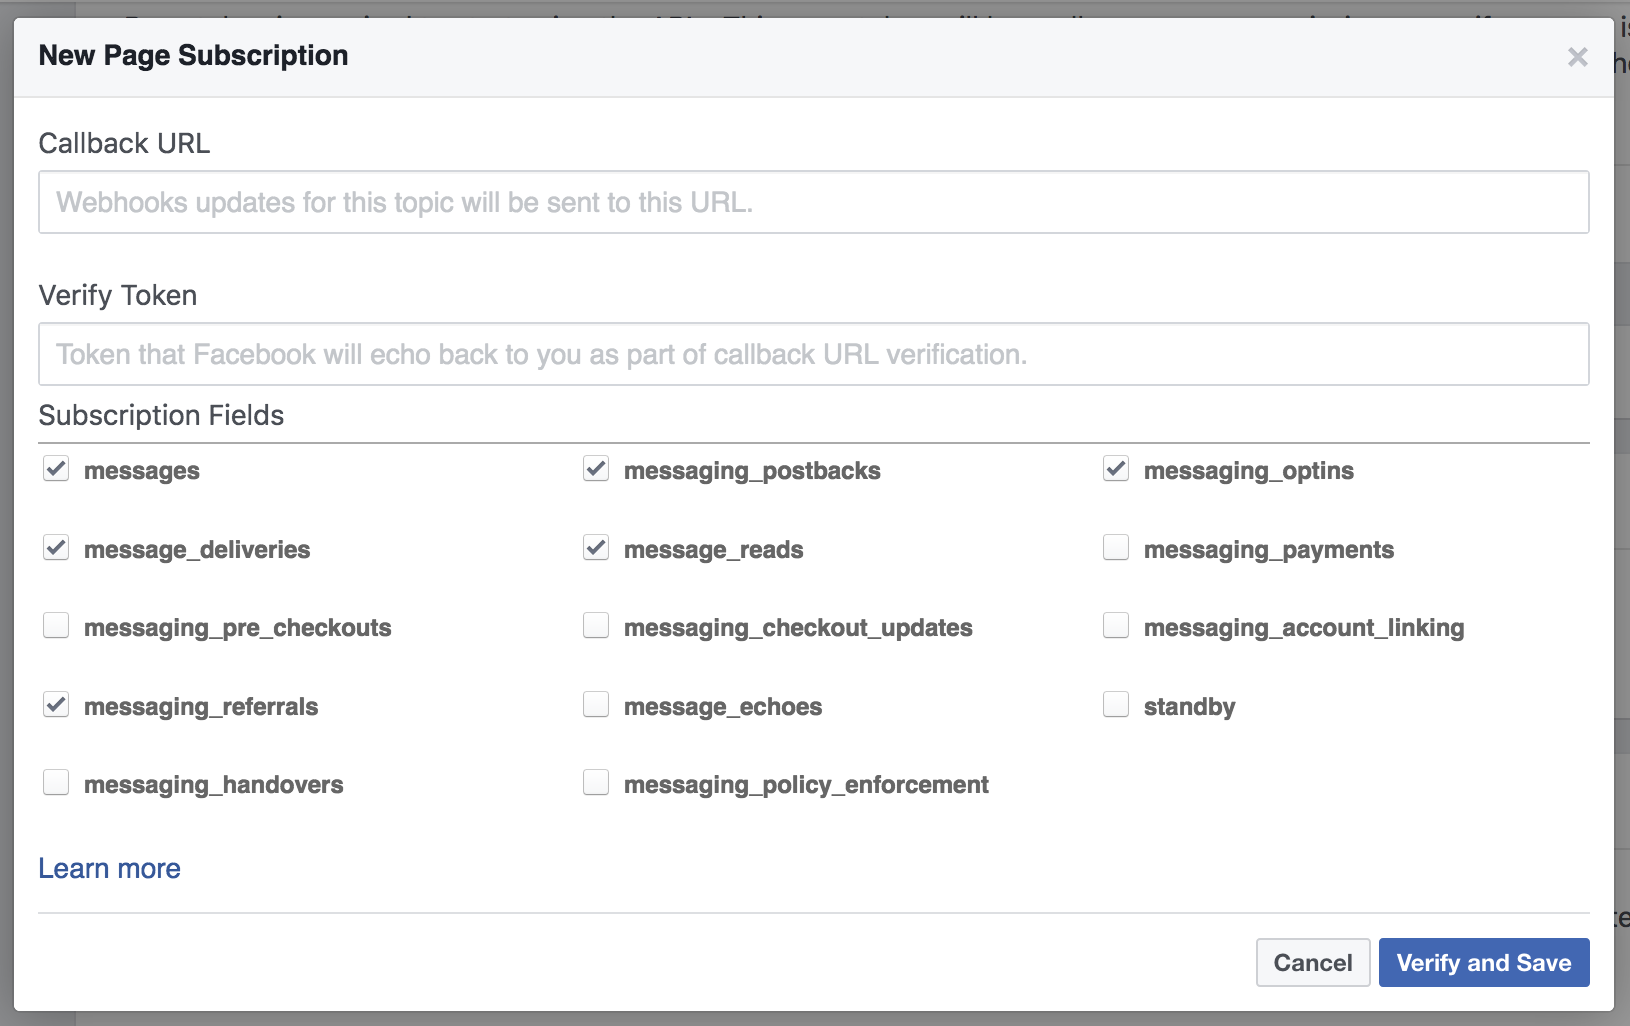 New Page Subscription
Callback URL
Webhooks updates for this topic will be sent to this URL.
Verify Token
Token that Facebook will echo back to you as part of callback URL verification.
Subscription Fields
messages messaging_postbacks messaging_optins
message_deliveries message_reads messaging_payments
messaging_pre_checkouts messaging_checkout_updates messaging_account_linking
messaging_referrals message_echoes standby
messaging_handovers messaging_policy_enforcement
Learn more
Cancel Verify and Save